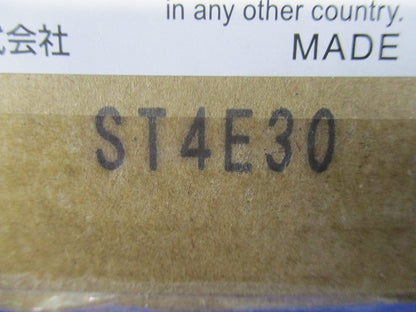 in any other country.
式会社 MADE
ST4E30